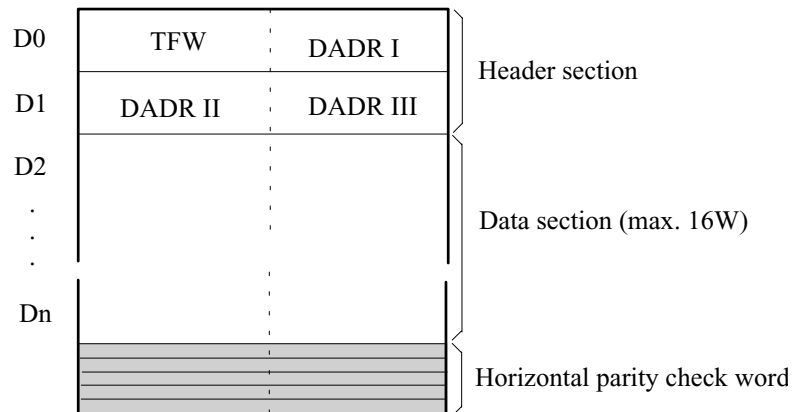 D0 TFW DADR I
Header section
D1 DADR II DADR III
D2
.
.
.
Data section (max. 16W)
Dn
Horizontal parity check word